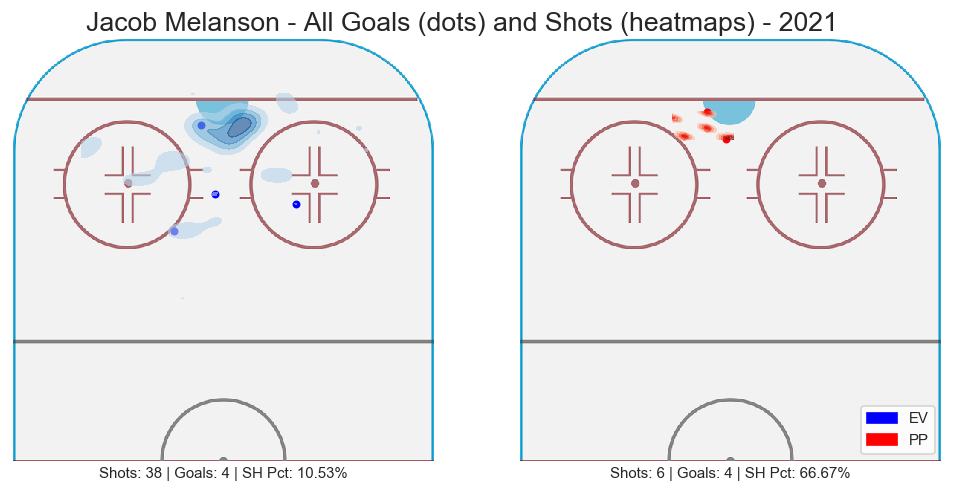 Jacob Melanson - All Goals (dots) and Shots (heatmaps) - 2021
EV
PP
Shots: 38 | Goals: 4 | SH Pct: 10.53%
Shots: 6 | Goals: 4 | SH Pct: 66.67%